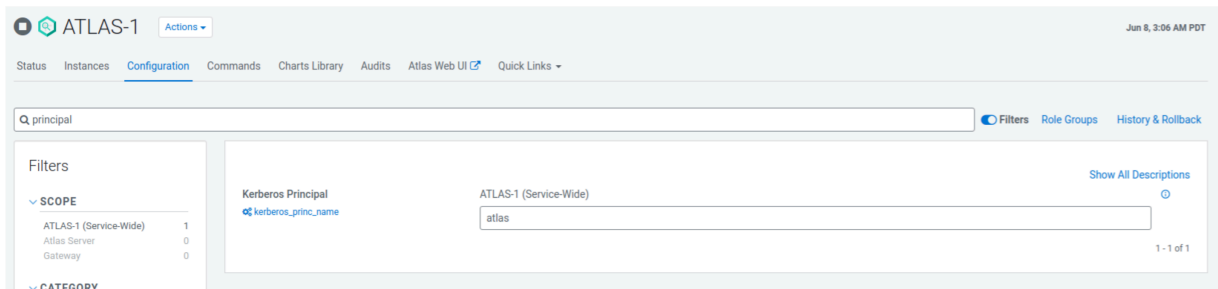 ATLAS-1 Actions Jun 8, 3:06 AM PDT
Status Instances Configuration Commands Charts Library Audits Atlas Web UI Quick Links
principal Filters Role Groups History & Rollback
Filters
Show All Descriptions
SCOPE Kerberos Principal ATLAS-1 (Service-Wide)
kerberos_princ_name atlas
ATLAS-1 (Service-Wide) 1
Atlas Server 0
Gateway 0 1 - 1 of 1
CATEGORY